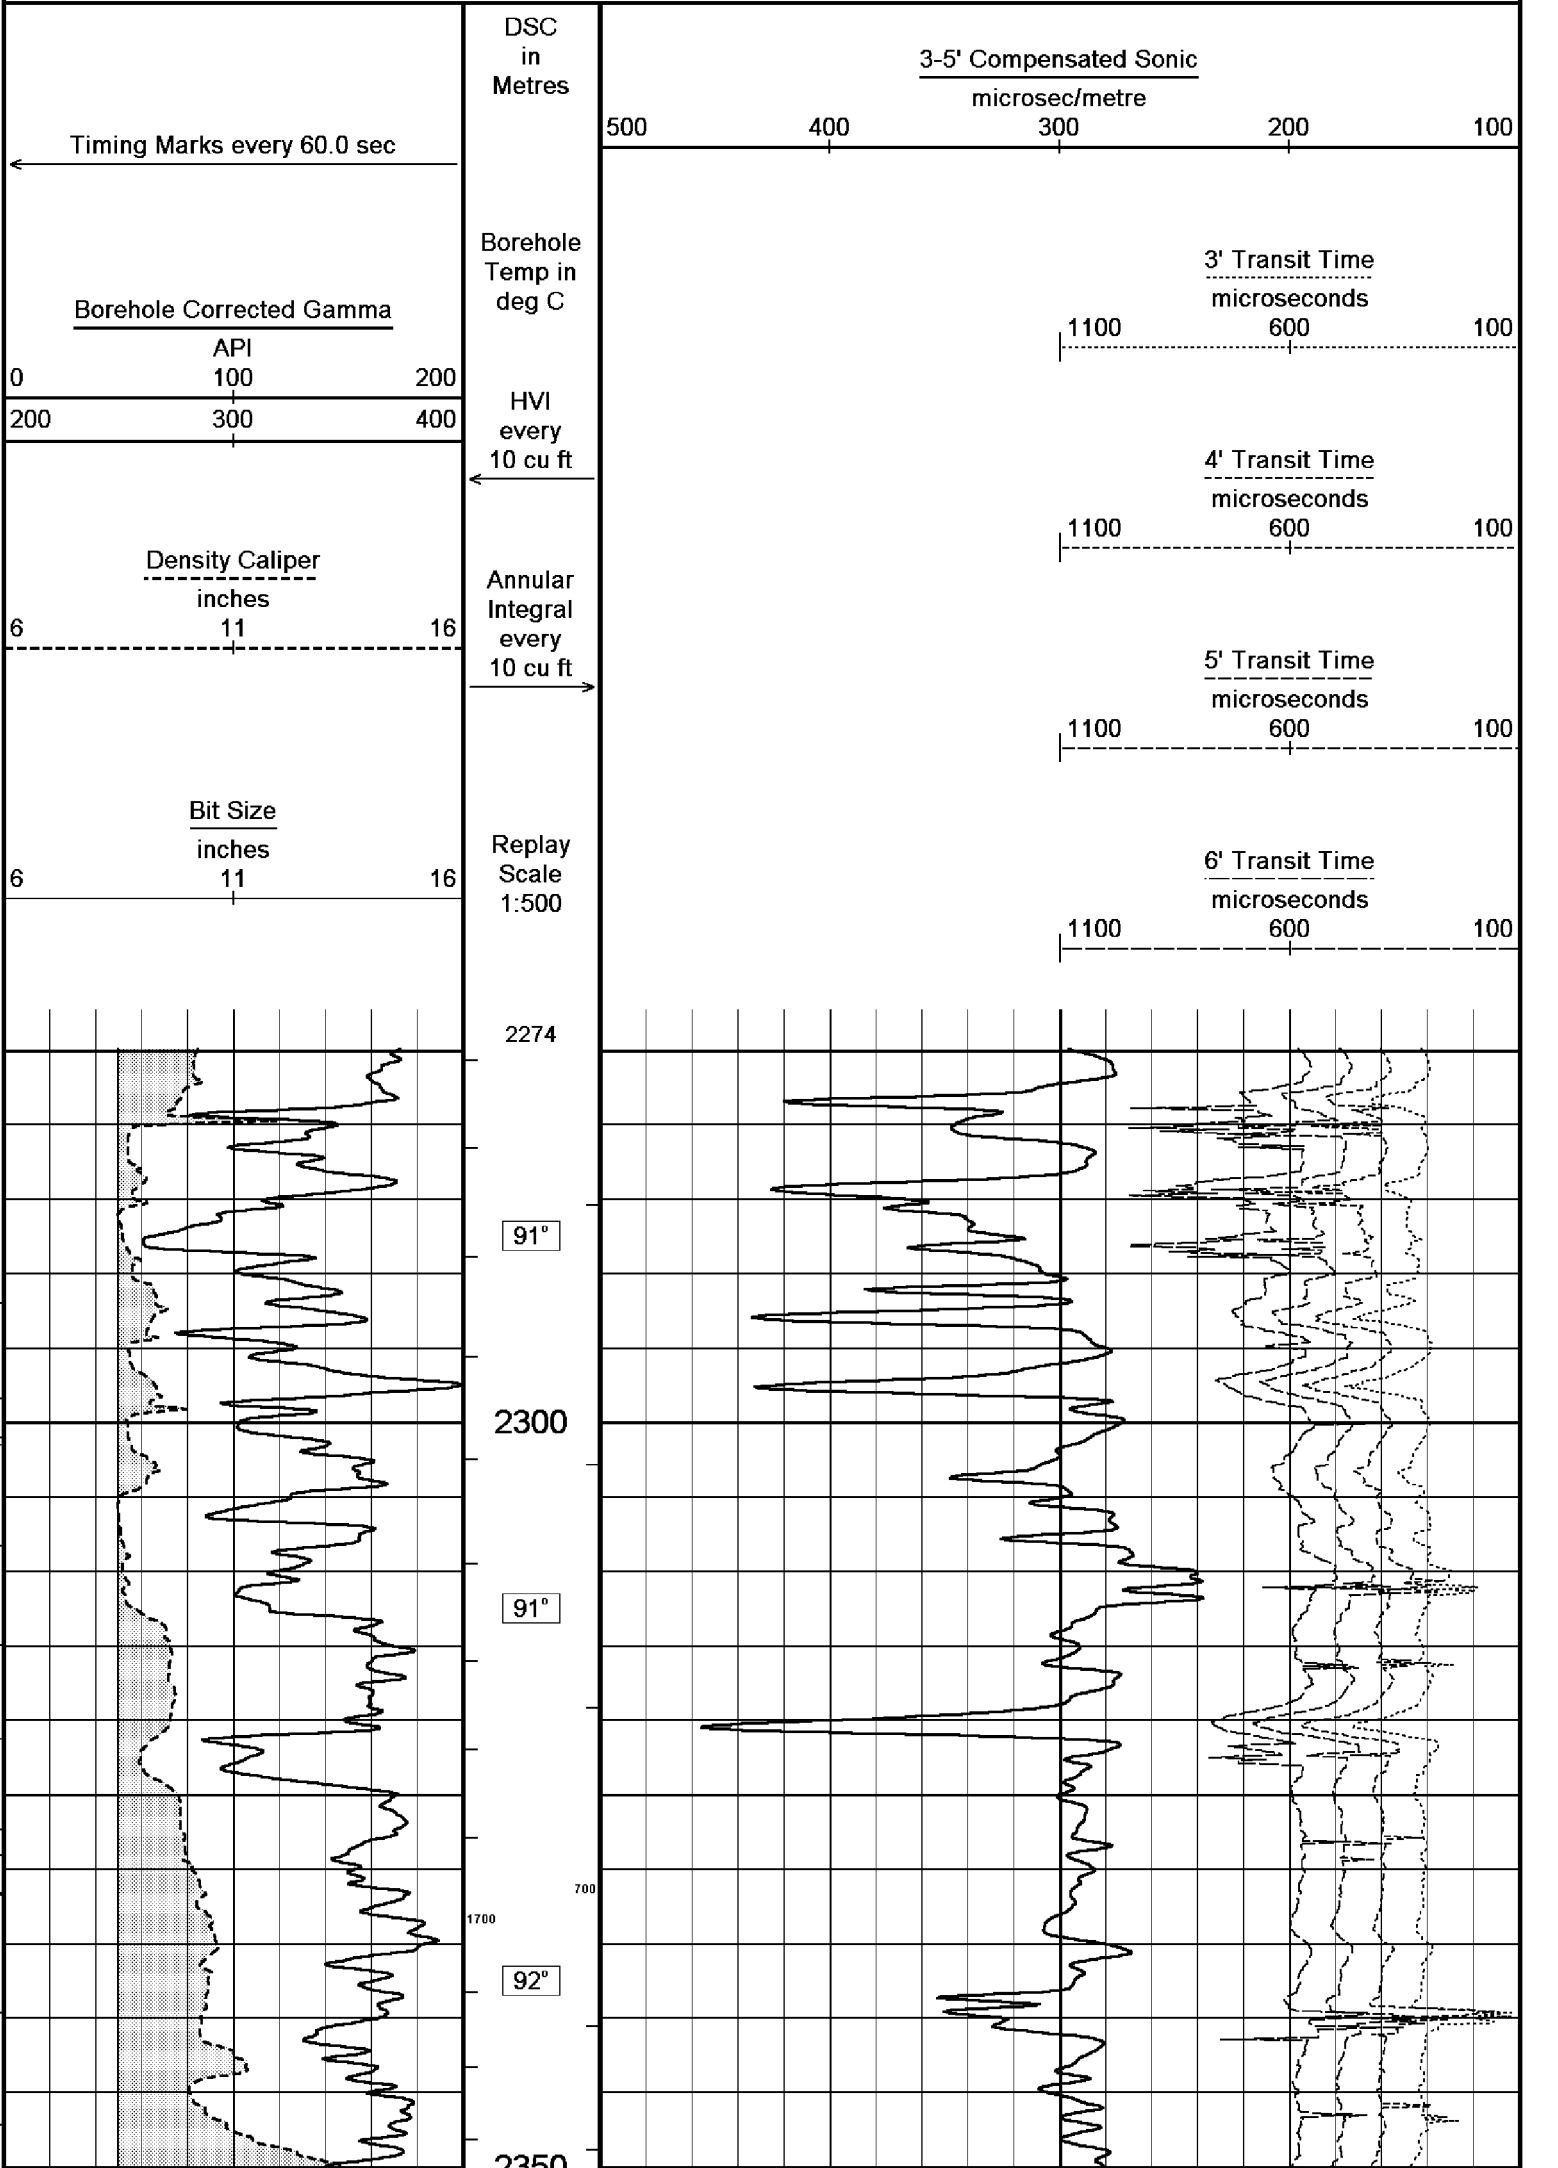 Timing Marks every 60.0 sec
Borehole Corrected Gamma
API
0 100 200
200 300 400
Density Caliper
inches
6 11 16
Bit Size
inches
6 11 16
DSC
in
Metres
Borehole
Temp in
deg C
HVI
every
10 cu ft
Annular
Integral
every
10 cu ft
Replay
Scale
1:500
3-5' Compensated Sonic
microsec/metre
500 400 300 200 100
3' Transit Time
microseconds
1100 600 100
4' Transit Time
microseconds
1100 600 100
5' Transit Time
microseconds
1100 600 100
6' Transit Time
microseconds
1100 600 100
2274
91°
2300
91°
700
1700
92°
2350